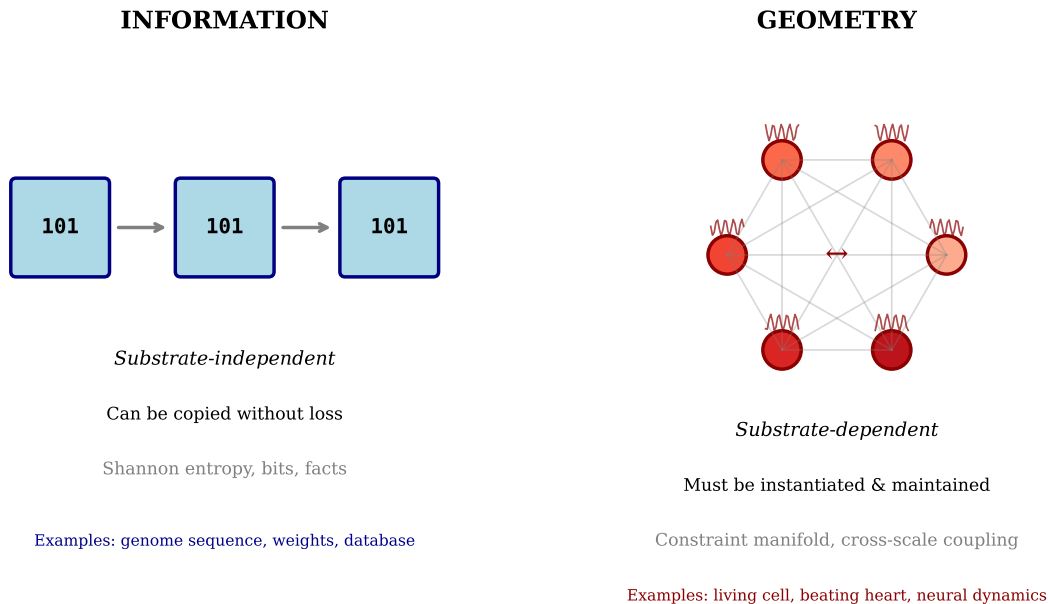 INFORMATION
101
101
101
Substrate-independent
Can be copied without loss
Shannon entropy, bits, facts
Examples: genome sequence, weights, database
GEOMETRY
↔
Substrate-dependent
Must be instantiated & maintained
Constraint manifold, cross-scale coupling
Examples: living cell, beating heart, neural dynamics